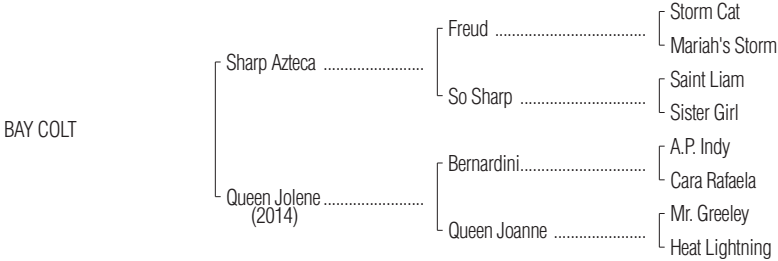 Storm Cat
Freud ..................................
Mariah's Storm
Sharp Azteca .......................
Saint Liam
So Sharp ............................
Sister Girl
BAY COLT
A.P. Indy
Bernardini............................
Cara Rafaela
Queen Jolene .......................
(2014)
Mr. Greeley
Queen Joanne .....................
Heat Lightning